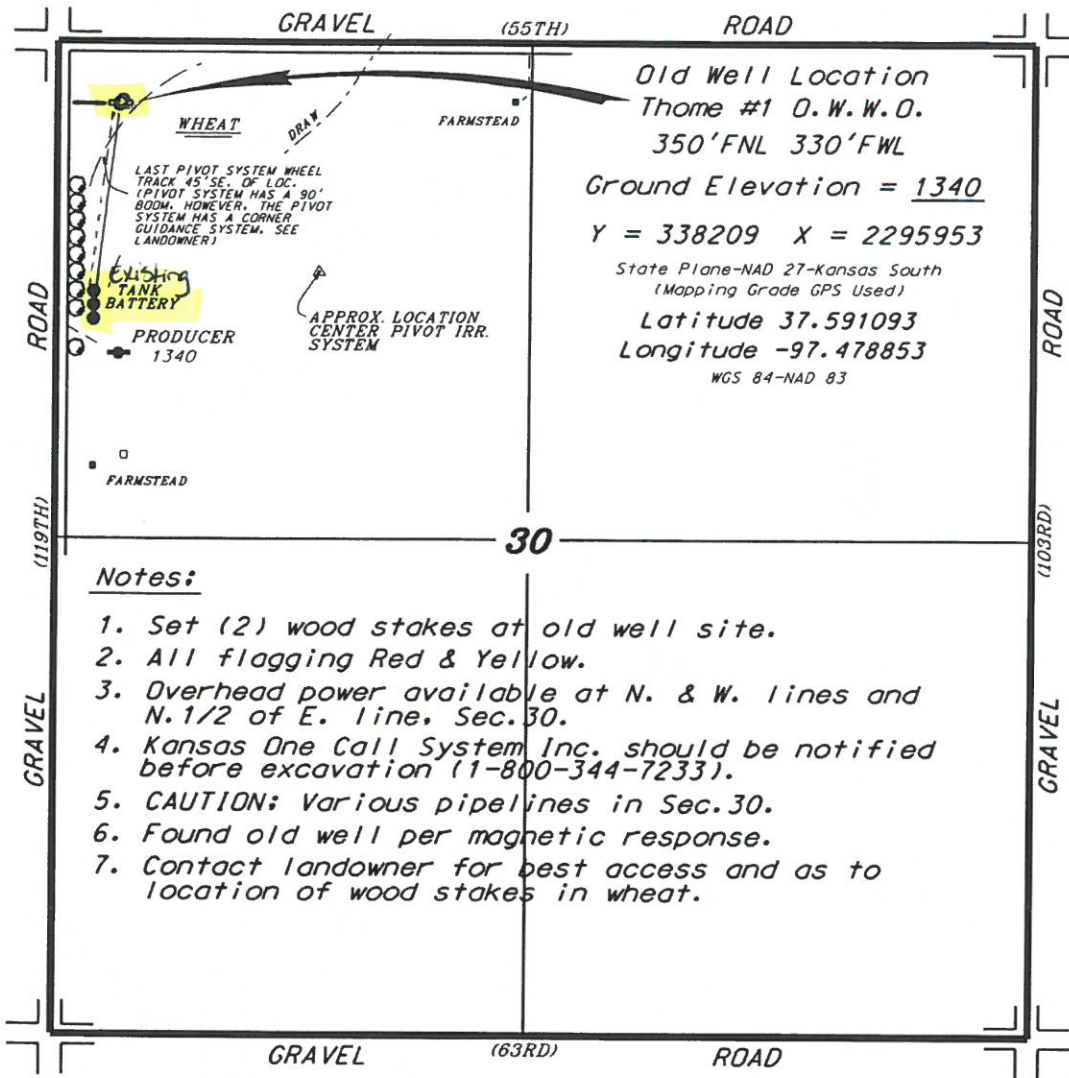 GRAVEL (55TH) ROAD
Old Well Location
Thome #1 O.W.W.O.
350'FNL 330'FWL
Ground Elevation = 1340
Y = 338209 X = 2295953
State Plane-NAD 27-Kansas South
(Mapping Grade GPS Used)
Latitude 37.591093
Longitude -97.478853
WGS 84-NAD 83
WHEAT
DRAW
FARMSTEAD
LAST PIVOT SYSTEM WHEEL
TRACK 45'SE. OF LOC.
(PIVOT SYSTEM HAS A 90'
BOOM. HOWEVER, THE PIVOT
SYSTEM HAS A CORNER
GUIDANCE SYSTEM. SEE
LANDOWNER)
Existing
TANK
BATTERY
PRODUCER
1340
APPROX. LOCATION
CENTER PIVOT IRR.
SYSTEM
FARMSTEAD
ROAD
(119TH)
GRAVEL
ROAD
(103RD)
GRAVEL
30
Notes:
1. Set (2) wood stakes at old well site.
2. All flagging Red & Yellow.
3. Overhead power available at N. & W. lines and
N.1/2 of E. line, Sec.30.
4. Kansas One Call System Inc. should be notified
before excavation (1-800-344-7233).
5. CAUTION: Various pipelines in Sec.30.
6. Found old well per magnetic response.
7. Contact landowner for best access and as to
location of wood stakes in wheat.
GRAVEL (63RD) ROAD